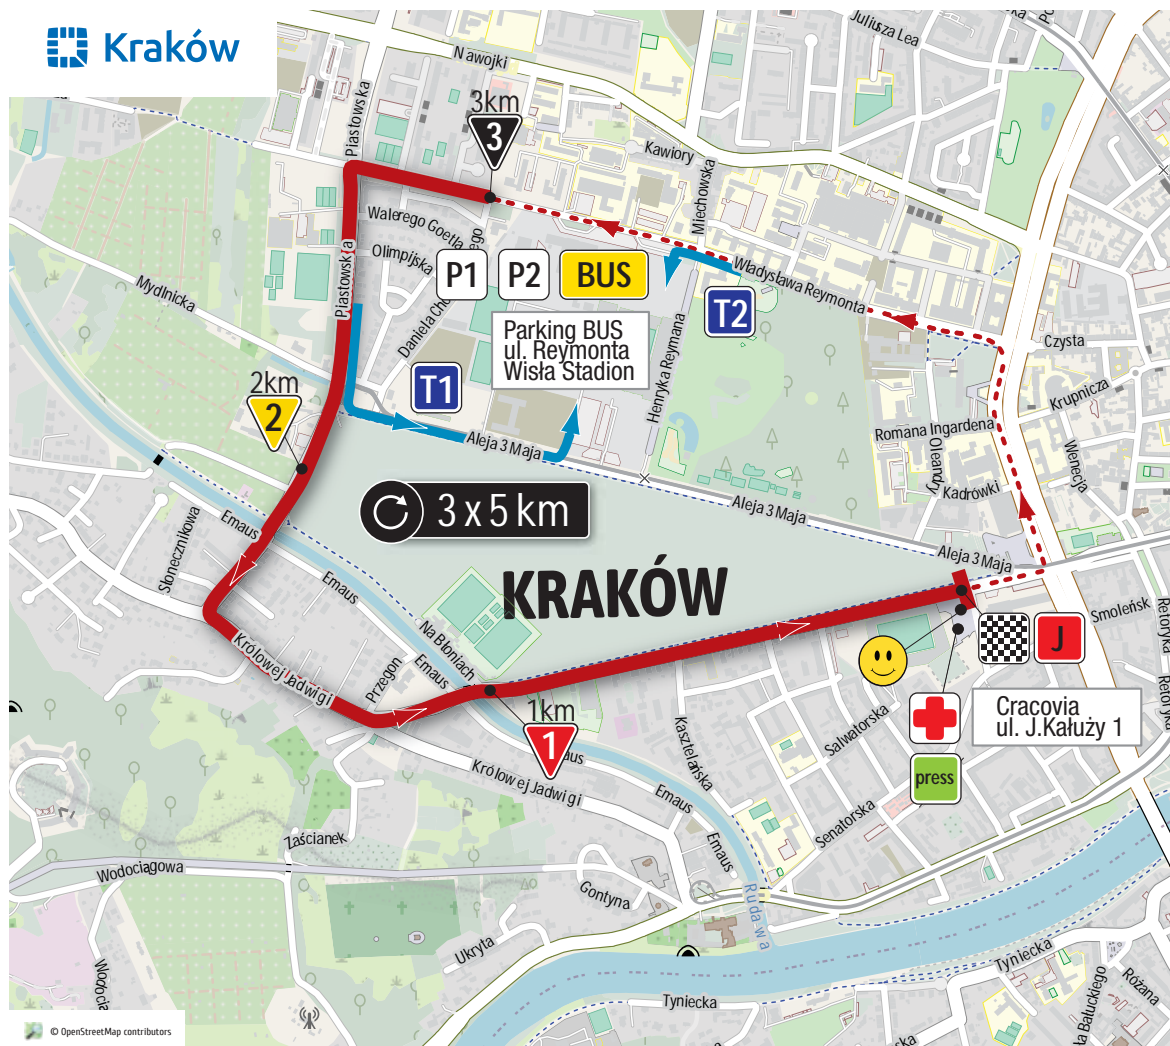 Kraków
Nawojki
Juliusza Lea
Piastowska
3km
3
Kawiory
Miechowska
Walerego Goetla
Olimpijska
P1
P2
BUS
Władysława Reymonta
Piastowska
Mydlnicka
T2
Parking BUS
ul. Reymonta
Wisła Stadion
Henryka Reymana
Czysta
T1
2km
2
Krupnicza
Aleja 3 Maja
Romana Ingardena
Oleandry
Wenecja
Kadrówki
Aleja 3 Maja
3 x 5 km
Słonecznikowa
Emaus
Aleja 3 Maja
KRAKÓW
Emaus
Smoleńsk
Retoryka
J
Na Błoniach
Królowej Jadwigi
Przegon
Emaus
Retoryka
1km
1
Cracovia
ul. J.Kałuży 1
Salwatorska
Kasztelańska
press
Królowej Jadwigi
Emaus
Senatorska
Zaścianek
Emaus
Wodociągowa
Gontyna
Rudawa
Ukryta
Tyniecka
Tyniecka
Różana
© OpenStreetMap contributors